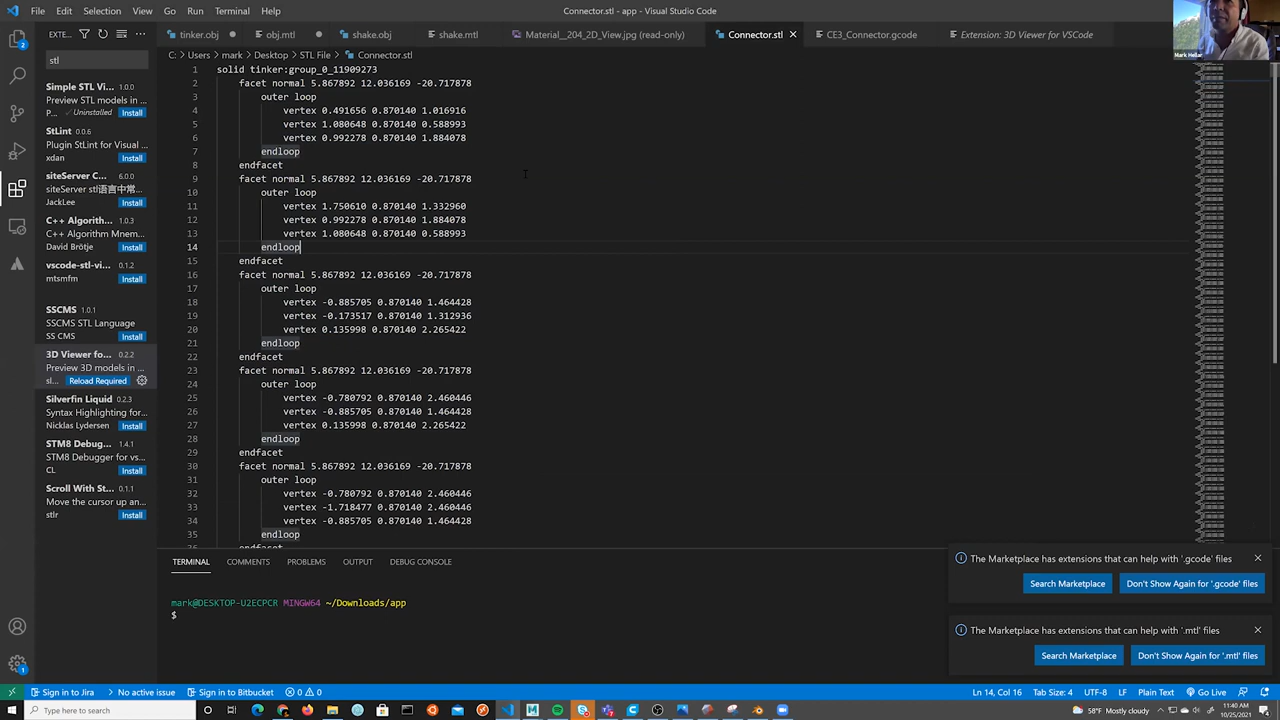 File Edit Selection View Go Run Terminal Help
Connector.stl - app - Visual Studio Code
EXTE...
tinker.obj
obj.mtl
shake.obj
shake.mtl
Material__204_2D_View.jpg (read-only)
Connector.stl
CE3_Connector.gcode
Extension: 3D Viewer for VSCode
Mark Hellar
C: > Users > mark > Desktop > STL File > Connector.stl
stl
Simple STL Vi...
Preview STL models in ...
P... Uninstalled Install
StLint 0.0.6
Plugin StLint for Visual ...
xdan Install
siteServer C... 6.0.0
JackLee Install
C++ Algorithm... 1.0.3
C++ Algorithm Mnem...
David Brötje Install
vscode-stl-vi... 0.1.2
mtsmfm Install
SSCMS 1.0.1
SSCMS STL Language
SS CMS Install
3D Viewer fo... 0.2.2
Preview 3D models in ...
sl... Reload Required
Silverfin Liquid 0.2.3
Syntax Highlighting for...
Nicklas Lydersen Install
STM8 Debug... 1.4.1
STM8 Debugger for vs...
CL Install
Scroll With St... 0.1.1
Move the cursor up an...
stlr Install
1 solid tinker:group_0_11909273
2 facet normal 5.867892 12.036169 -20.717878
3 outer loop
4 vertex 0.491646 0.870140 1.016916
5 vertex 1.080648 0.870140 0.588993
6 vertex 0.992278 0.870140 1.884078
7 endloop
8 endfacet
9 facet normal 5.867892 12.036169 -20.717878
10 outer loop
11 vertex 1.750510 0.870140 1.332960
12 vertex 0.992278 0.870140 1.884078
13 vertex 1.080648 0.870140 0.588993
14 endloop
15 endfacet
16 facet normal 5.867892 12.036169 -20.717878
17 outer loop
18 vertex -0.885705 0.870140 1.464428
19 vertex -0.173517 0.870140 1.312936
20 vertex 0.135998 0.870140 2.265422
21 endloop
22 endfacet
23 facet normal 5.867892 12.036169 -20.717878
24 outer loop
25 vertex -0.780792 0.870140 2.460446
26 vertex -0.885705 0.870140 1.464428
27 vertex 0.135998 0.870140 2.265422
28 endloop
29 endfacet
30 facet normal 5.867892 12.036169 -20.717878
31 outer loop
32 vertex -0.780792 0.870140 2.460446
33 vertex -1.718977 0.870140 2.460446
34 vertex -0.885705 0.870140 1.464428
35 endloop
36 endfacet
TERMINAL COMMENTS PROBLEMS OUTPUT DEBUG CONSOLE
mark@DESKTOP-U2ECPCR MINGW64 ~/Downloads/app
$
The Marketplace has extensions that can help with '.gcode' files
Search Marketplace Don't Show Again for '.gcode' files
The Marketplace has extensions that can help with '.mtl' files
Search Marketplace Don't Show Again for '.mtl' files
Sign in to Jira No active issue Sign in to Bitbucket 0 0
Ln 14, Col 16 Tab Size: 4 UTF-8 LF Plain Text Go Live
Type here to search
58°F Mostly cloudy
11:40 AM
10/25/2021